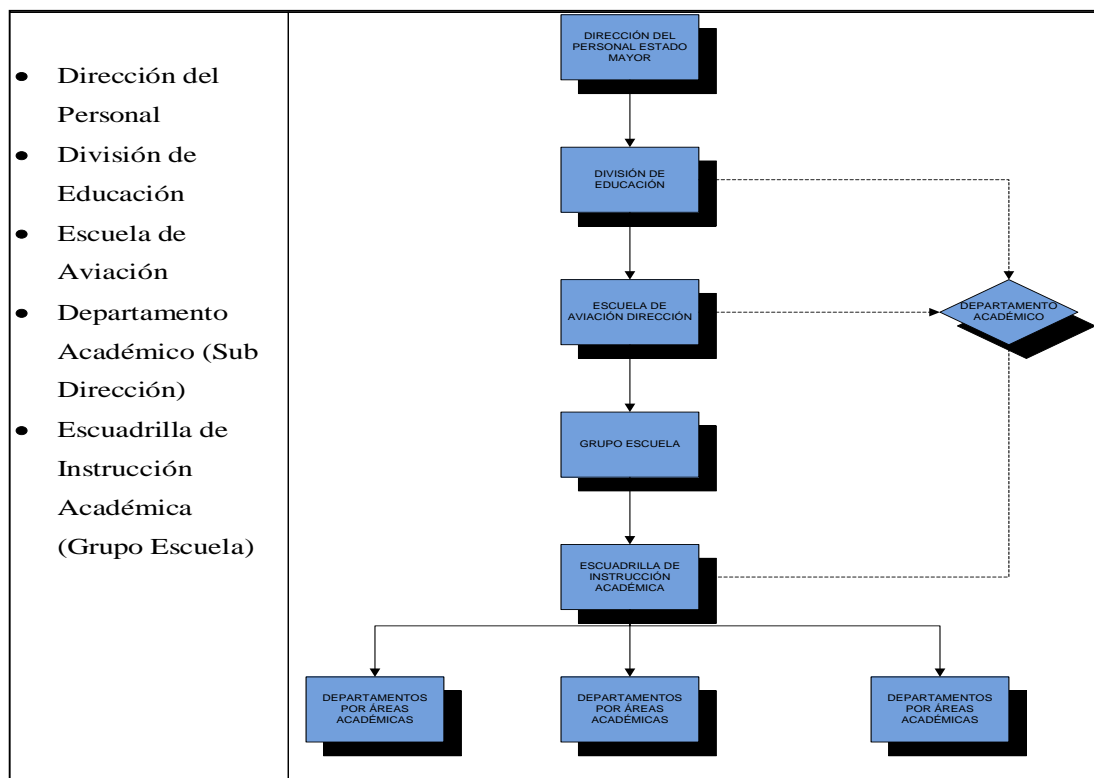 • Dirección del
Personal
• División de
Educación
• Escuela de
Aviación
• Departamento
Académico (Sub
Dirección)
• Escuadrilla de
Instrucción
Académica
(Grupo Escuela)
DIRECCIÓN DEL
PERSONAL ESTADO
MAYOR
DIVISIÓN DE
EDUCACIÓN
ESCUELA DE
AVIACIÓN DIRECCIÓN
DEPARTAMENTO
ACADÉMICO
GRUPO ESCUELA
ESCUADRILLA DE
INSTRUCCIÓN
ACADÉMICA
DEPARTAMENTOS
POR ÁREAS
ACADÉMICAS
DEPARTAMENTOS
POR ÁREAS
ACADÉMICAS
DEPARTAMENTOS
POR ÁREAS
ACADÉMICAS